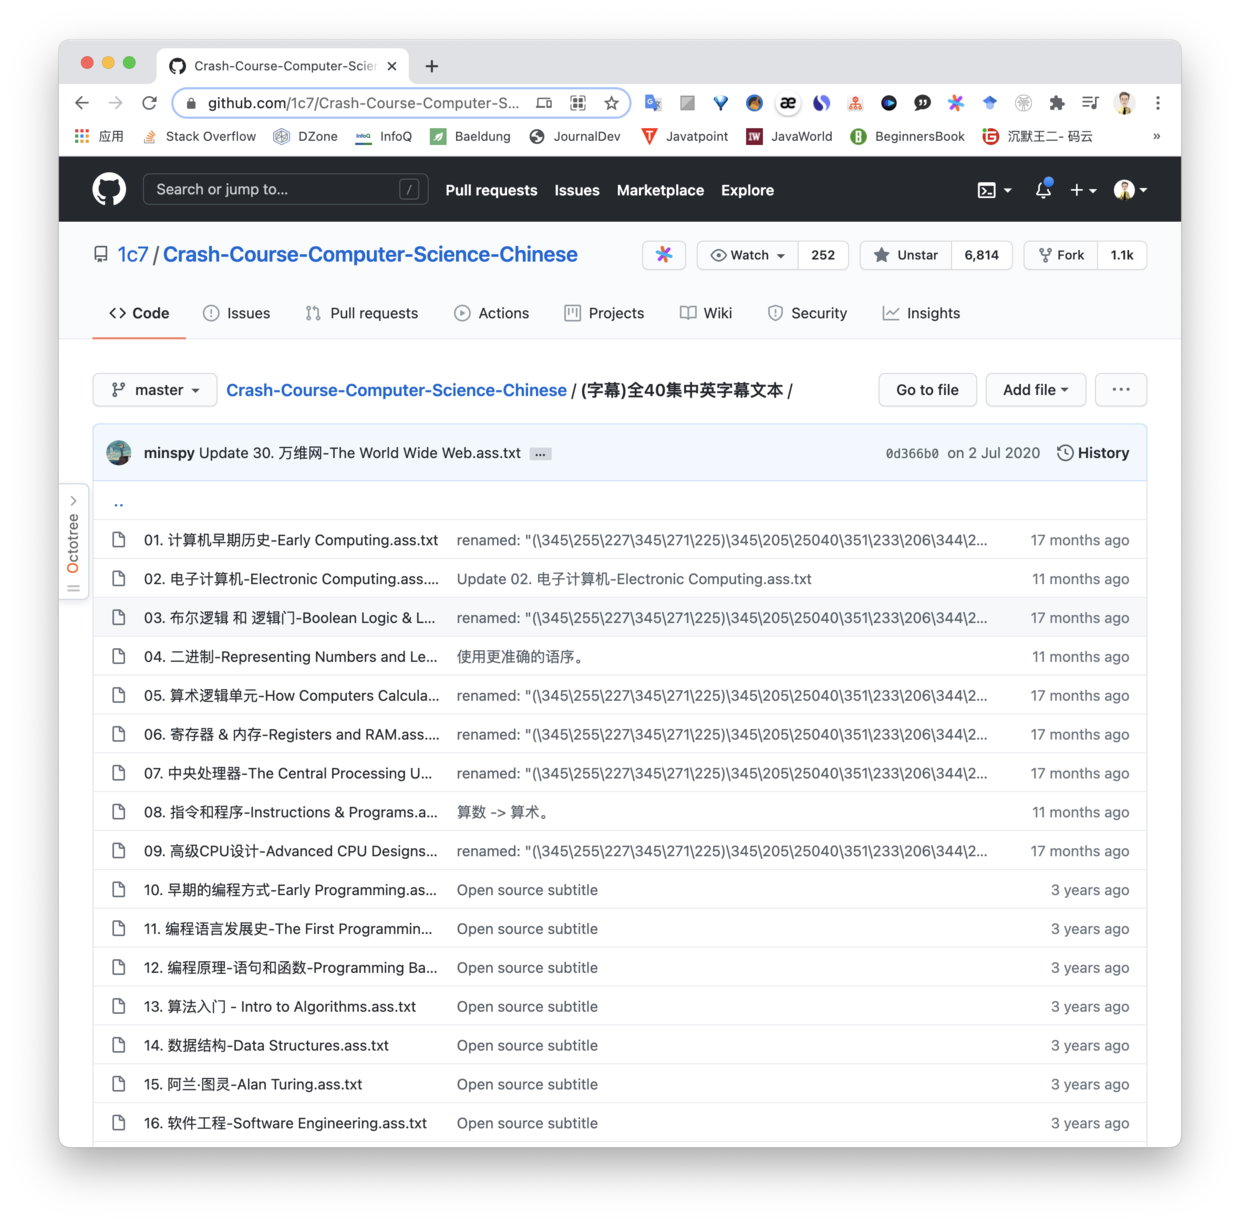 Crash-Course-Computer-Scien
github.com/1c7/Crash-Course-Computer-S...
应用 Stack Overflow DZone InfoQ Baeldung JournalDev Javatpoint JavaWorld BeginnersBook 沉默王二- 码云 »
Search or jump to... / Pull requests Issues Marketplace Explore
1c7 / Crash-Course-Computer-Science-Chinese Watch 252 Unstar 6,814 Fork 1.1k
Code Issues Pull requests Actions Projects Wiki Security Insights
master Crash-Course-Computer-Science-Chinese / (字幕)全40集中英字幕文本 / Go to file Add file ...
minspy Update 30. 万维网-The World Wide Web.ass.txt ... 0d366b0 on 2 Jul 2020 History
..
Octotree
01. 计算机早期历史-Early Computing.ass.txt renamed: "(\345\255\227\345\271\225)\345\205\25040\351\233\206\344\2... 17 months ago
02. 电子计算机-Electronic Computing.ass.... Update 02. 电子计算机-Electronic Computing.ass.txt 11 months ago
03. 布尔逻辑 和 逻辑门-Boolean Logic & L... renamed: "(\345\255\227\345\271\225)\345\205\25040\351\233\206\344\2... 17 months ago
04. 二进制-Representing Numbers and Le... 使用更准确的语序。 11 months ago
05. 算术逻辑单元-How Computers Calcula... renamed: "(\345\255\227\345\271\225)\345\205\25040\351\233\206\344\2... 17 months ago
06. 寄存器 & 内存-Registers and RAM.ass.... renamed: "(\345\255\227\345\271\225)\345\205\25040\351\233\206\344\2... 17 months ago
07. 中央处理器-The Central Processing U... renamed: "(\345\255\227\345\271\225)\345\205\25040\351\233\206\344\2... 17 months ago
08. 指令和程序-Instructions & Programs.a... 算数 -> 算术。 11 months ago
09. 高级CPU设计-Advanced CPU Designs... renamed: "(\345\255\227\345\271\225)\345\205\25040\351\233\206\344\2... 17 months ago
10. 早期的编程方式-Early Programming.as... Open source subtitle 3 years ago
11. 编程语言发展史-The First Programmin... Open source subtitle 3 years ago
12. 编程原理-语句和函数-Programming Ba... Open source subtitle 3 years ago
13. 算法入门 - Intro to Algorithms.ass.txt Open source subtitle 3 years ago
14. 数据结构-Data Structures.ass.txt Open source subtitle 3 years ago
15. 阿兰·图灵-Alan Turing.ass.txt Open source subtitle 3 years ago
16. 软件工程-Software Engineering.ass.txt Open source subtitle 3 years ago